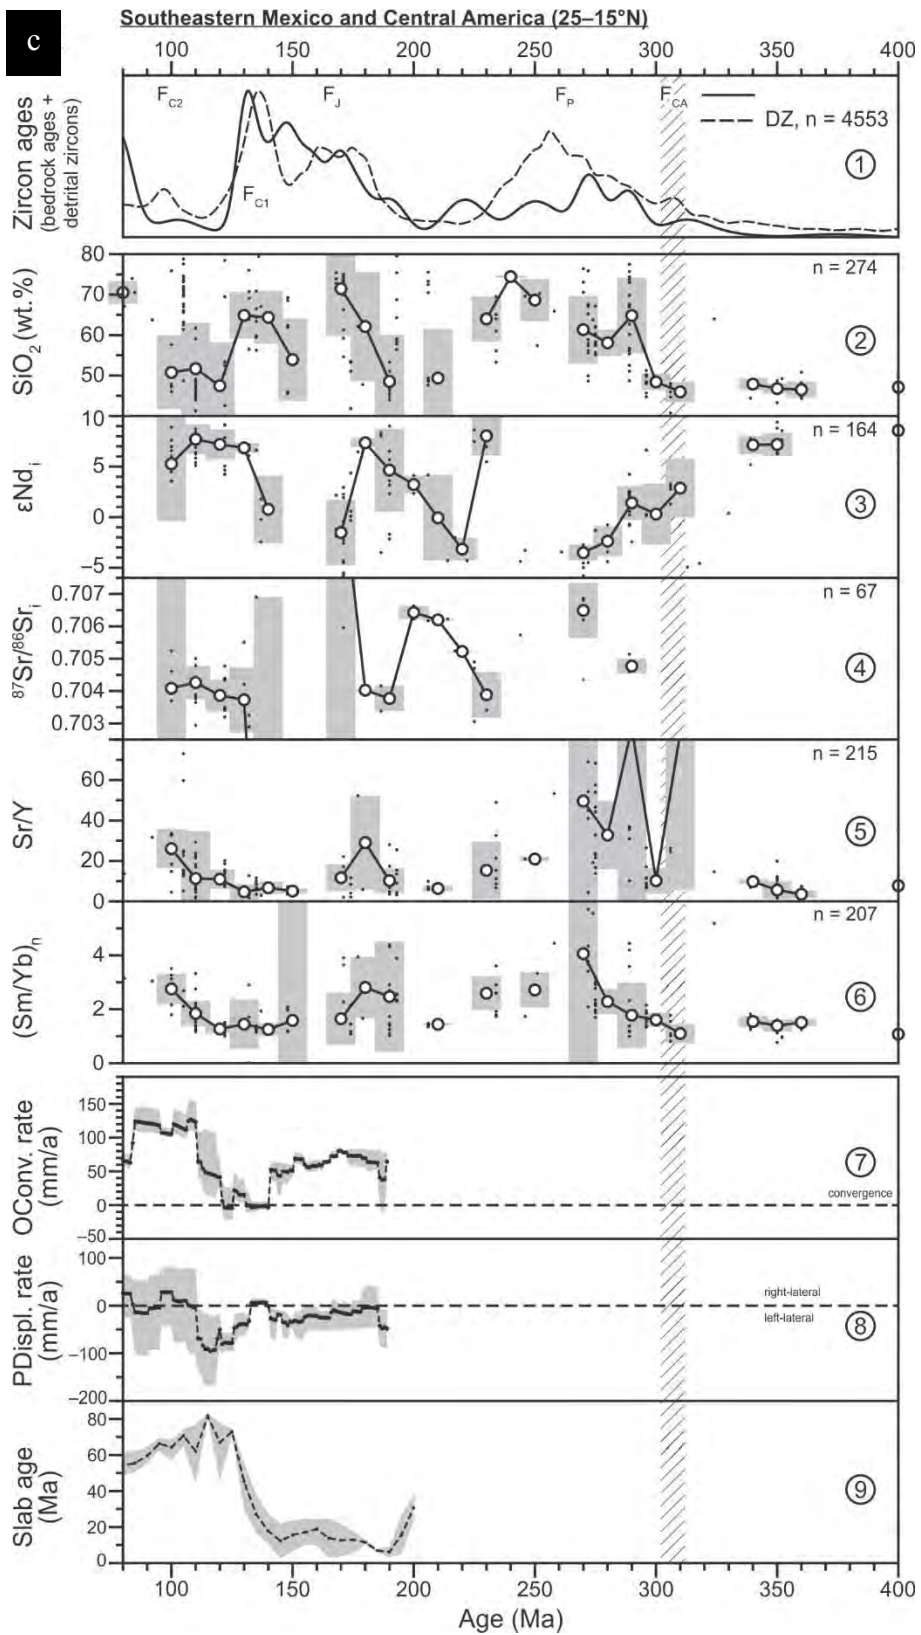 c
Southeastern Mexico and Central America (25–15°N)
100 150 200 250 300 350 400
Zircon ages
(bedrock ages +
detrital zircons)
F_C2 F_J F_P F_CA
F_C1
DZ, n = 4553
1
SiO₂ (wt.%)
80
70
60
50
n = 274
2
εNdᵢ
10
5
0
−5
n = 164
3
⁸⁷Sr/⁸⁶Srᵢ
0.707
0.706
0.705
0.704
0.703
n = 67
4
Sr/Y
60
40
20
0
n = 215
5
(Sm/Yb)ₙ
4
2
0
n = 207
6
OConv. rate
(mm/a)
150
100
50
0
−50
7
convergence
PDispl. rate
(mm/a)
100
0
−100
−200
right-lateral
left-lateral
8
Slab age
(Ma)
80
60
40
20
0
9
100 150 200 250 300 350 400
Age (Ma)